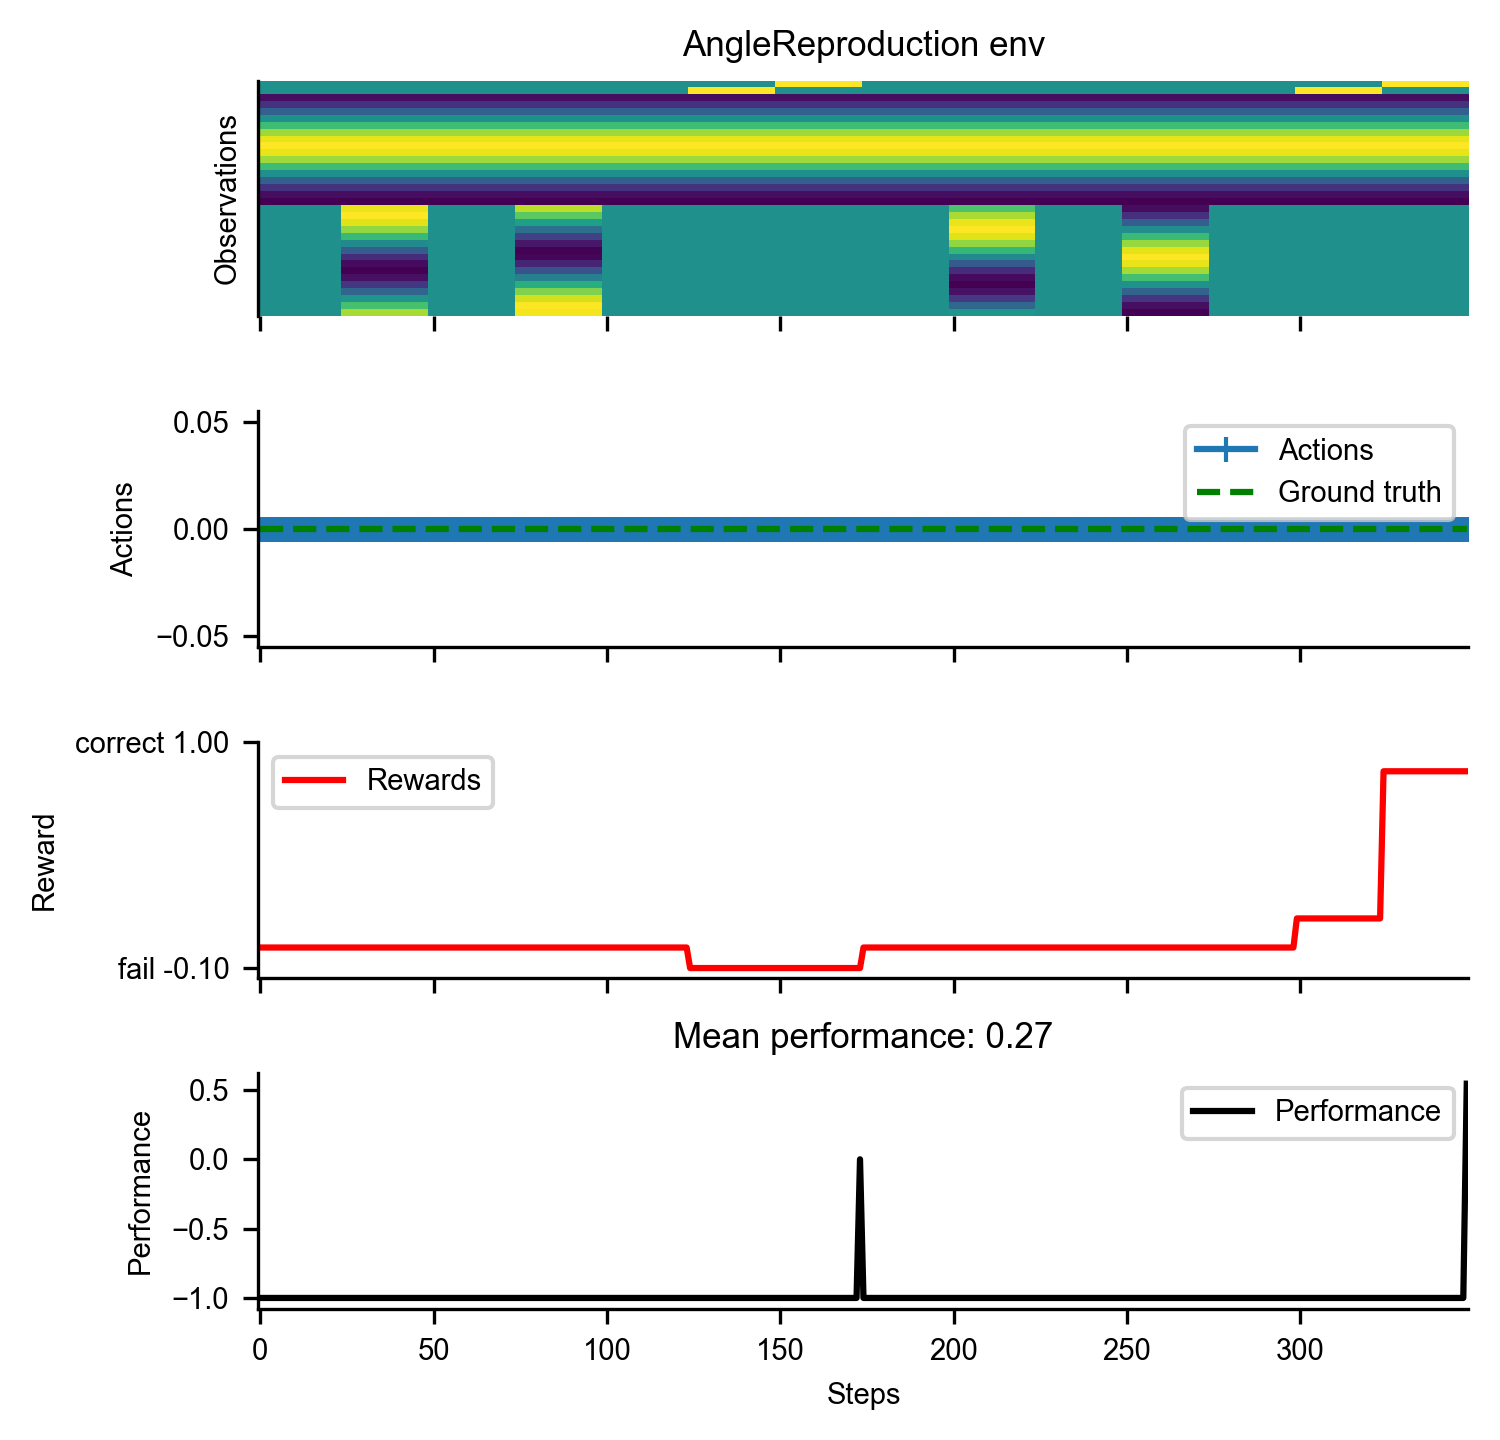 AngleReproduction env
Observations
0.05
0.00
−0.05
Actions
Actions
Ground truth
correct 1.00
fail -0.10
Reward
Rewards
Mean performance: 0.27
0.5
0.0
−0.5
−1.0
Performance
Performance
0 50 100 150 200 250 300
Steps